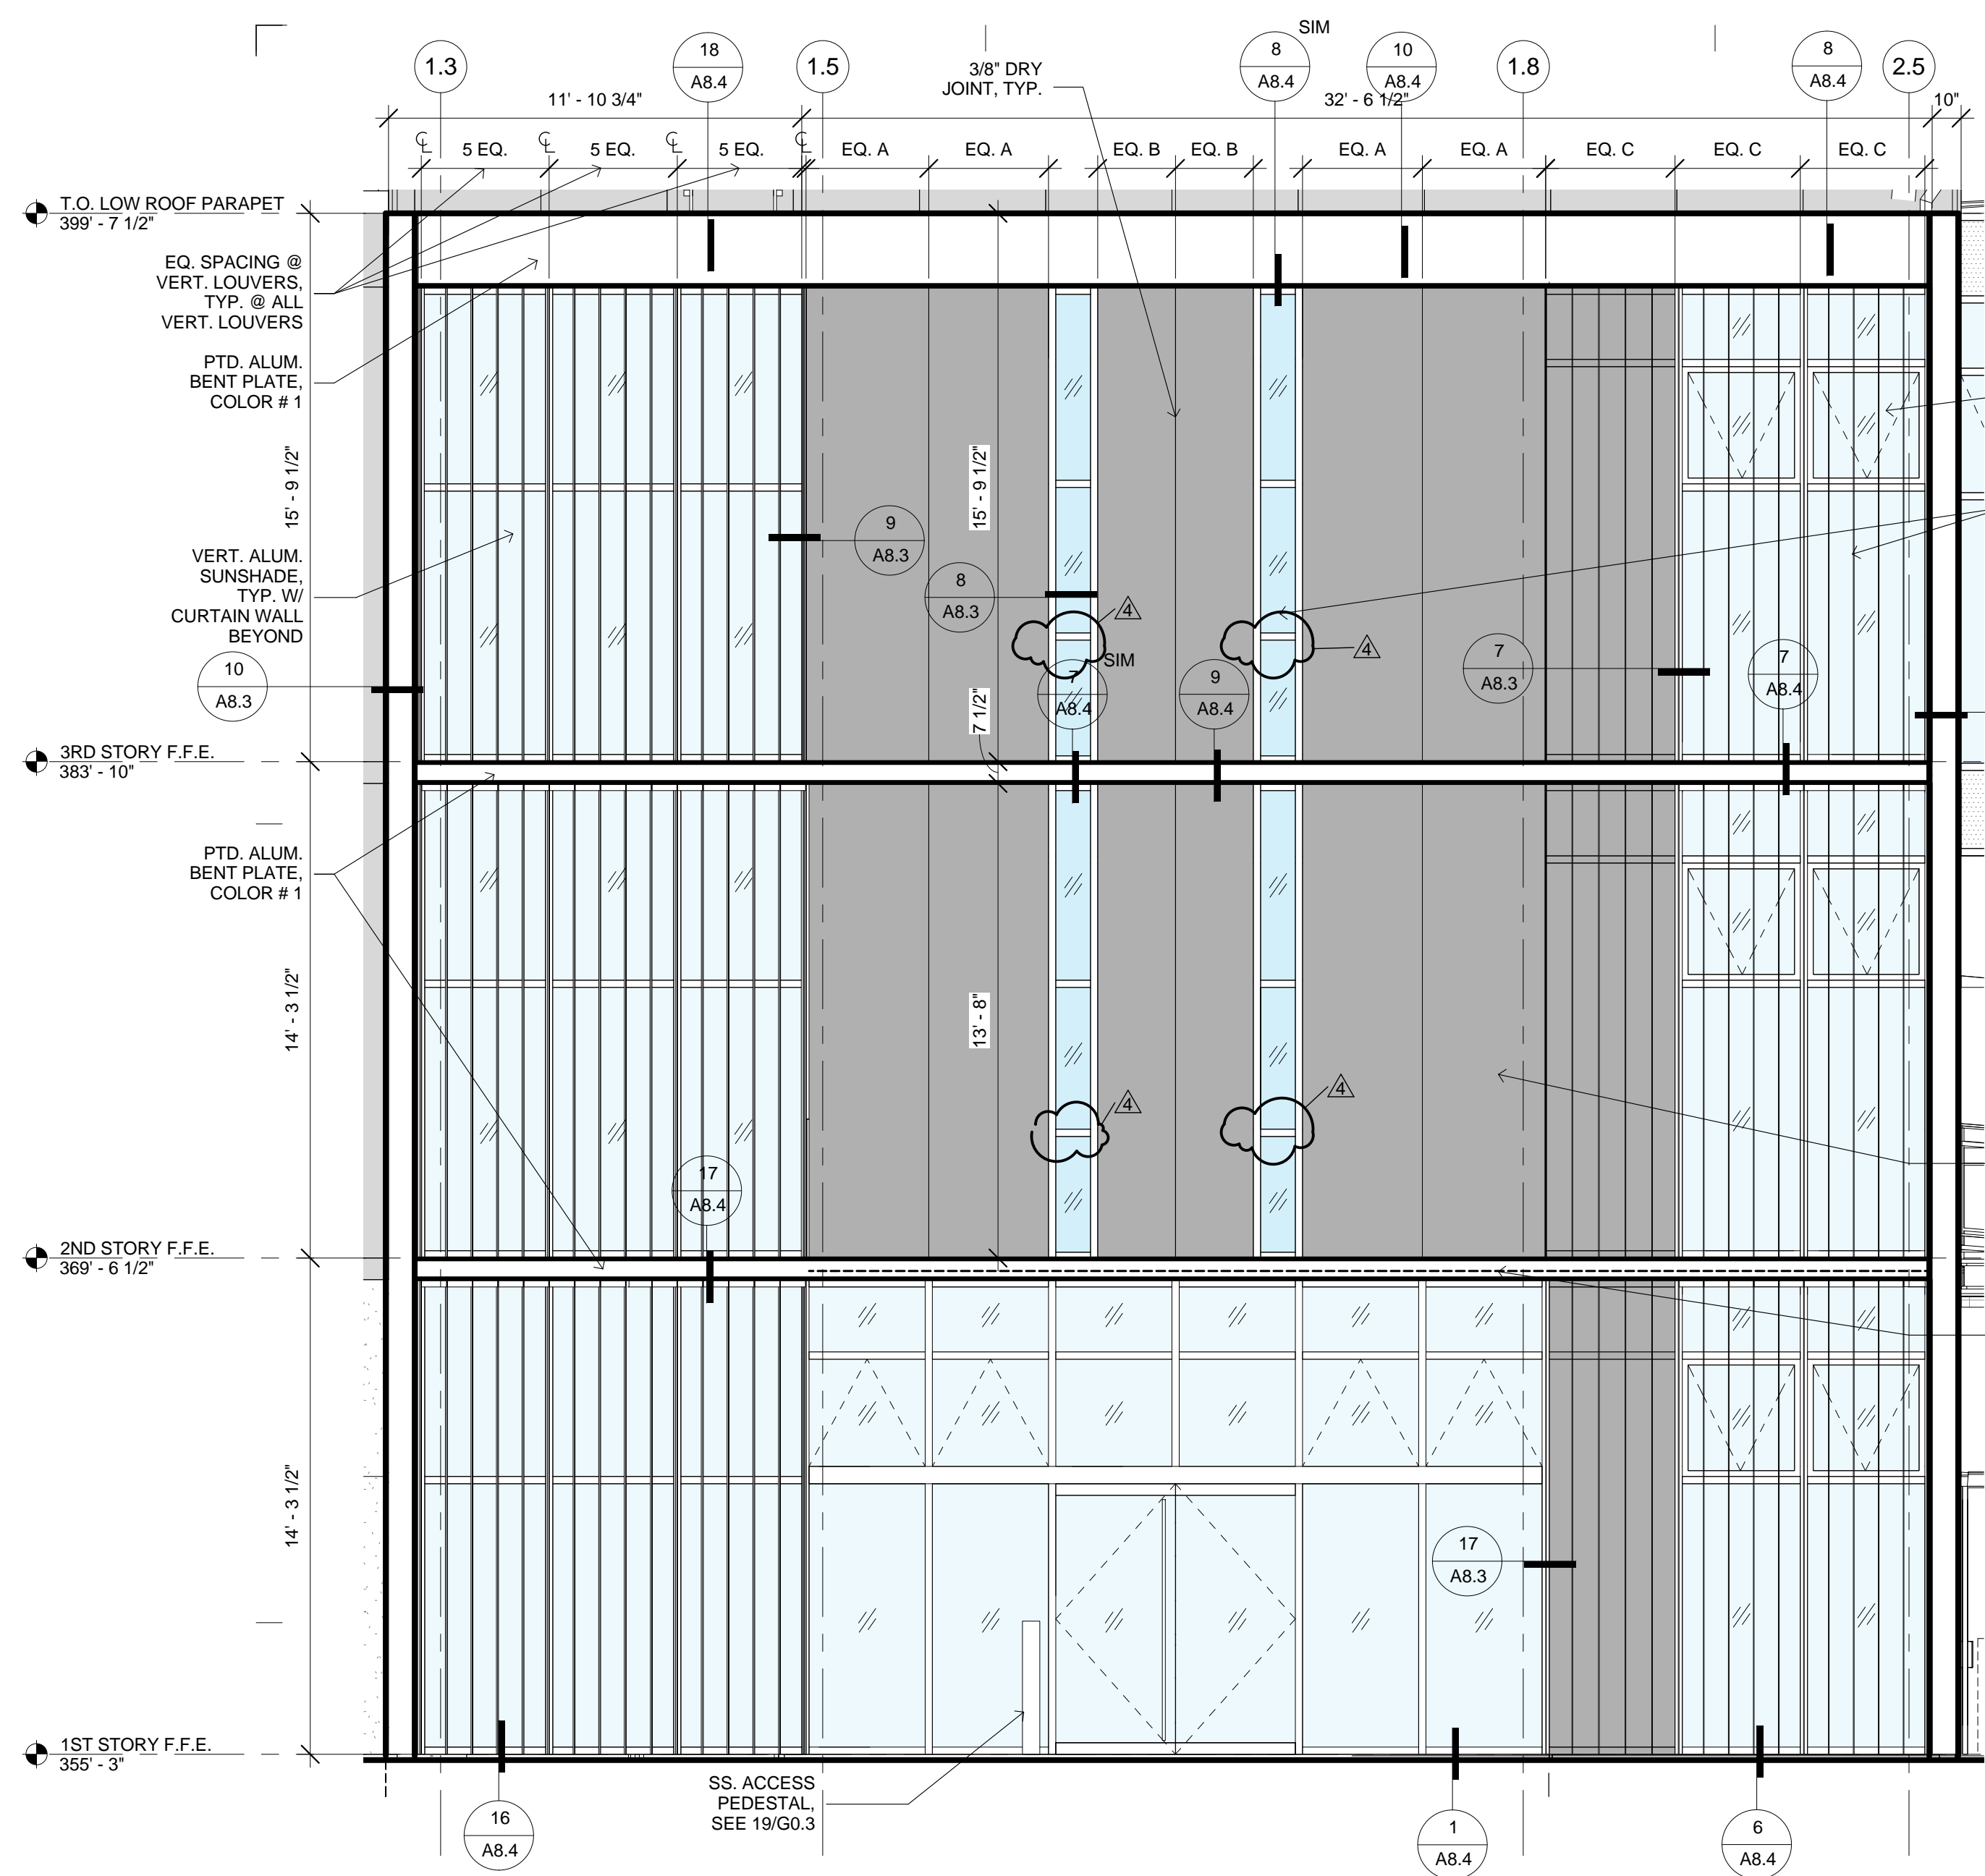 SIM
1.3
18
A8.4
1.5
3/8" DRY
JOINT, TYP.
8
A8.4
10
A8.4
1.8
8
A8.4
2.5
11' - 10 3/4"
32' - 6 1/2"
10"
℄
5 EQ.
℄
5 EQ.
℄
5 EQ.
℄
EQ. A
EQ. A
EQ. B
EQ. B
EQ. A
EQ. A
EQ. C
EQ. C
EQ. C
T.O. LOW ROOF PARAPET
399' - 7 1/2"
EQ. SPACING @
VERT. LOUVERS,
TYP. @ ALL
VERT. LOUVERS
PTD. ALUM.
BENT PLATE,
COLOR # 1
15' - 9 1/2"
15' - 9 1/2"
9
A8.3
8
A8.3
VERT. ALUM.
SUNSHADE,
TYP. W/
CURTAIN WALL
BEYOND
4
4
SIM
10
A8.3
7
A8.4
9
A8.4
7
A8.3
7
A8.4
7 1/2"
3RD STORY F.F.E.
383' - 10"
PTD. ALUM.
BENT PLATE,
COLOR # 1
14' - 3 1/2"
13' - 8"
4
4
17
A8.4
2ND STORY F.F.E.
369' - 6 1/2"
14' - 3 1/2"
17
A8.3
1ST STORY F.F.E.
355' - 3"
SS. ACCESS
PEDESTAL,
SEE 19/G0.3
16
A8.4
1
A8.4
6
A8.4